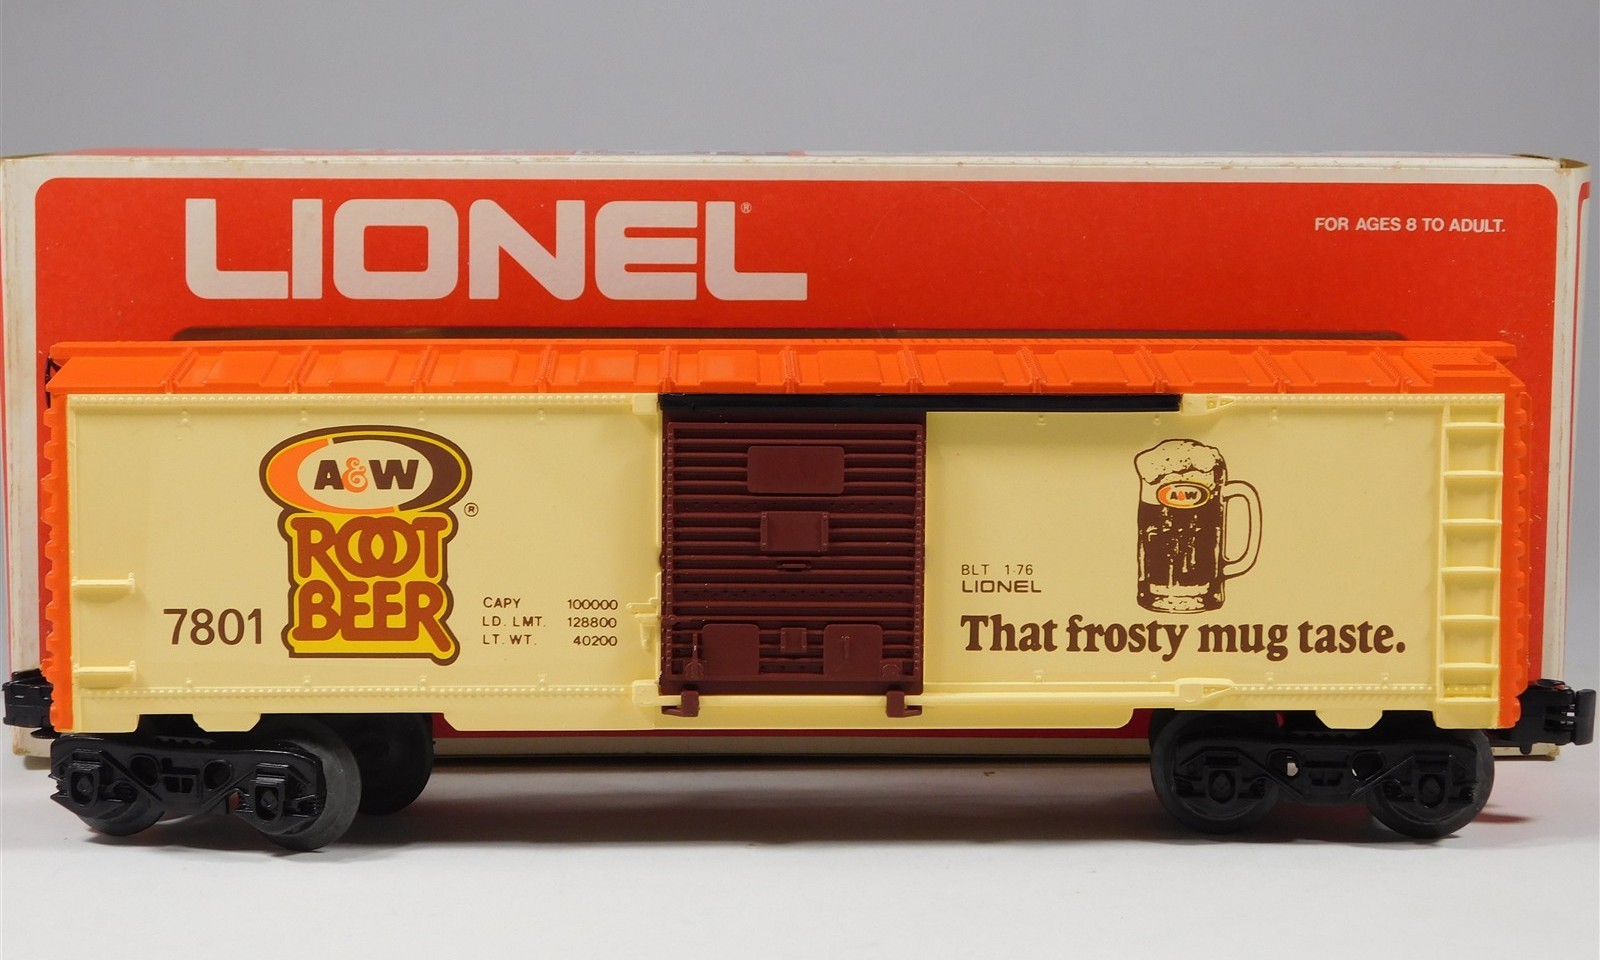 LIONEL®
FOR AGES 8 TO ADULT.
A&W
ROOT
BEER
®
7801
CAPY 100000
LD. LMT. 128800
LT. WT. 40200
A&W
BLT 1-76
LIONEL
That frosty mug taste.